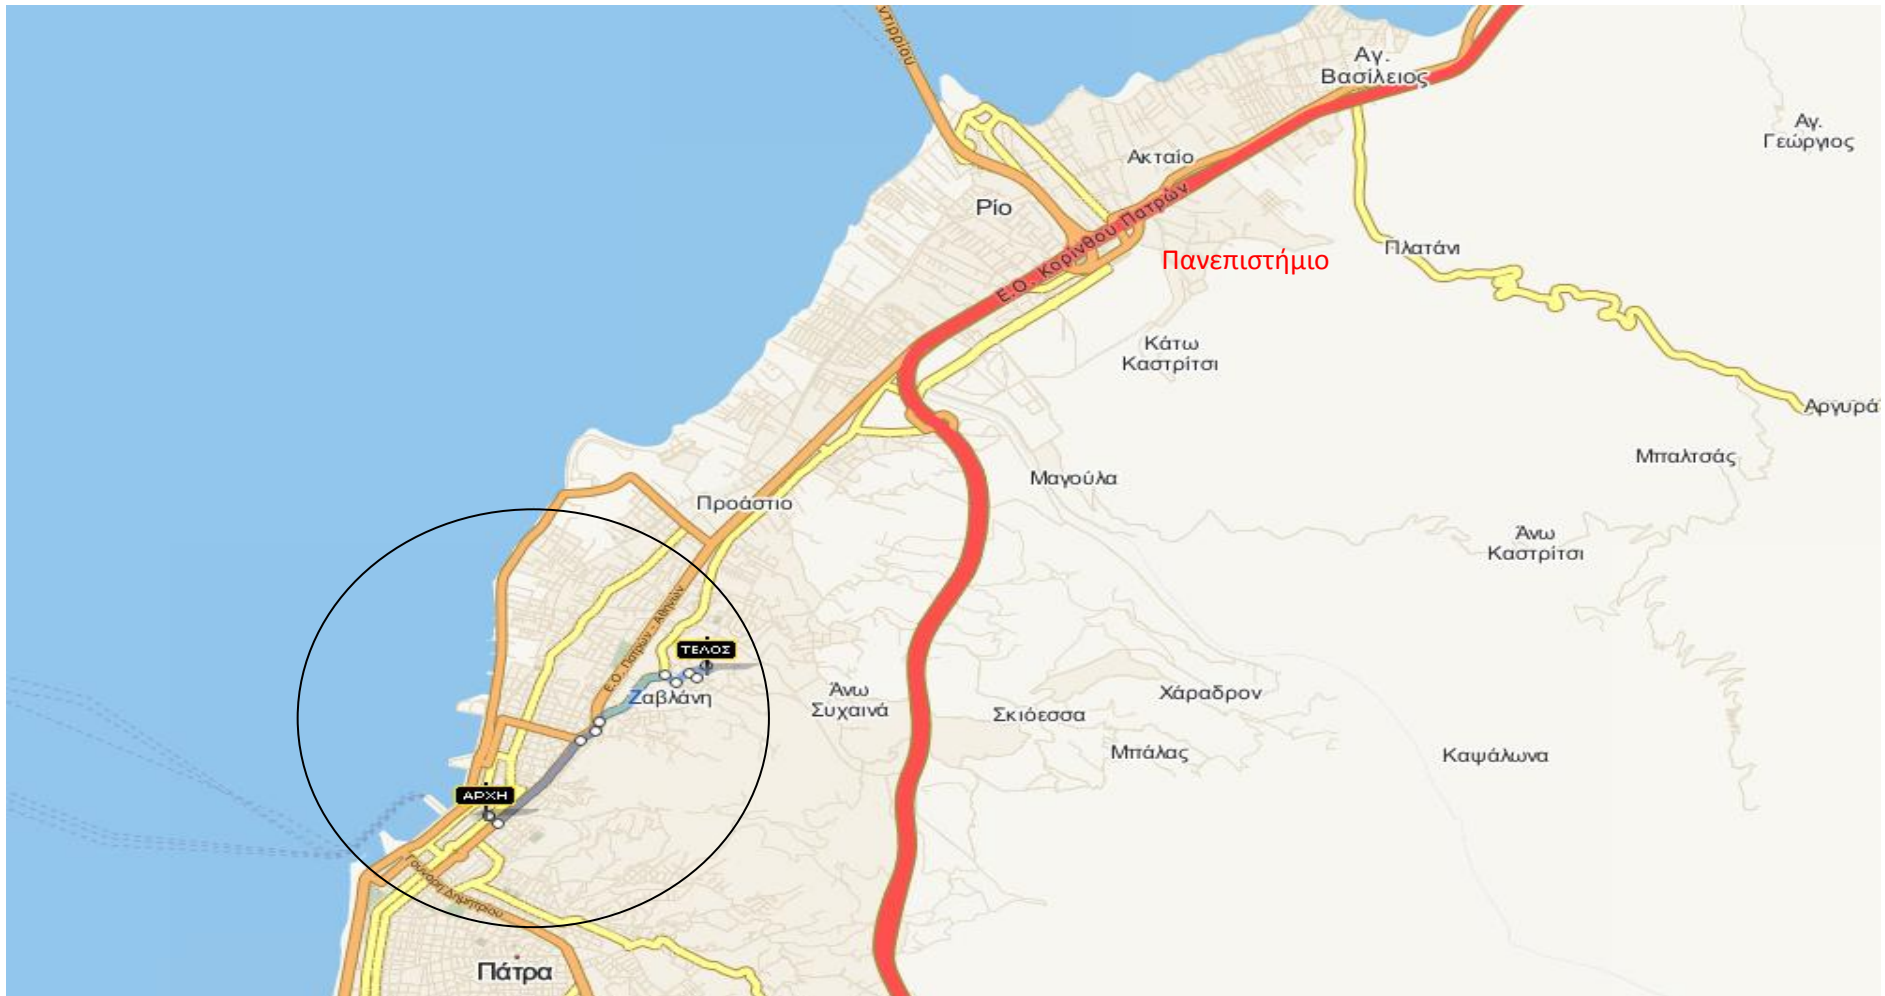 ντιρρίου
Αγ.
Βασίλειος
Αγ.
Γεώργιος
Ακταίο
Ρίο
Ε.Ο. Κορίνθου Πατρών
Πλατάνι
Πανεπιστήμιο
Κάτω
Καστρίτσι
Αργυρά
Μπαλτσάς
Μαγούλα
Προάστιο
Άνω
Καστρίτσι
Ε.Ο. Πατρών - Αθηνών
ΤΕΛΟΣ
Ζαβλάνη
Άνω
Συχαινά
Σκιόεσσα
Χάραδρον
Μπάλας
Καψάλωνα
ΑΡΧΗ
Γούναρη Δημητρίου
Πάτρα